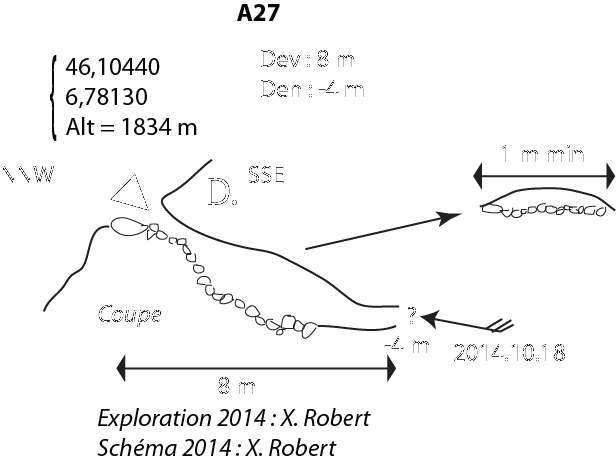 A27
46,10440
6,78130
Alt = 1834 m
Dev : 8 m
Den : -4 m
\\W
D.
SSE
1 m min
Coupe
?
-4 m
2014.10.18
8 m
Exploration 2014 : X. Robert
Schéma 2014 : X. Robert